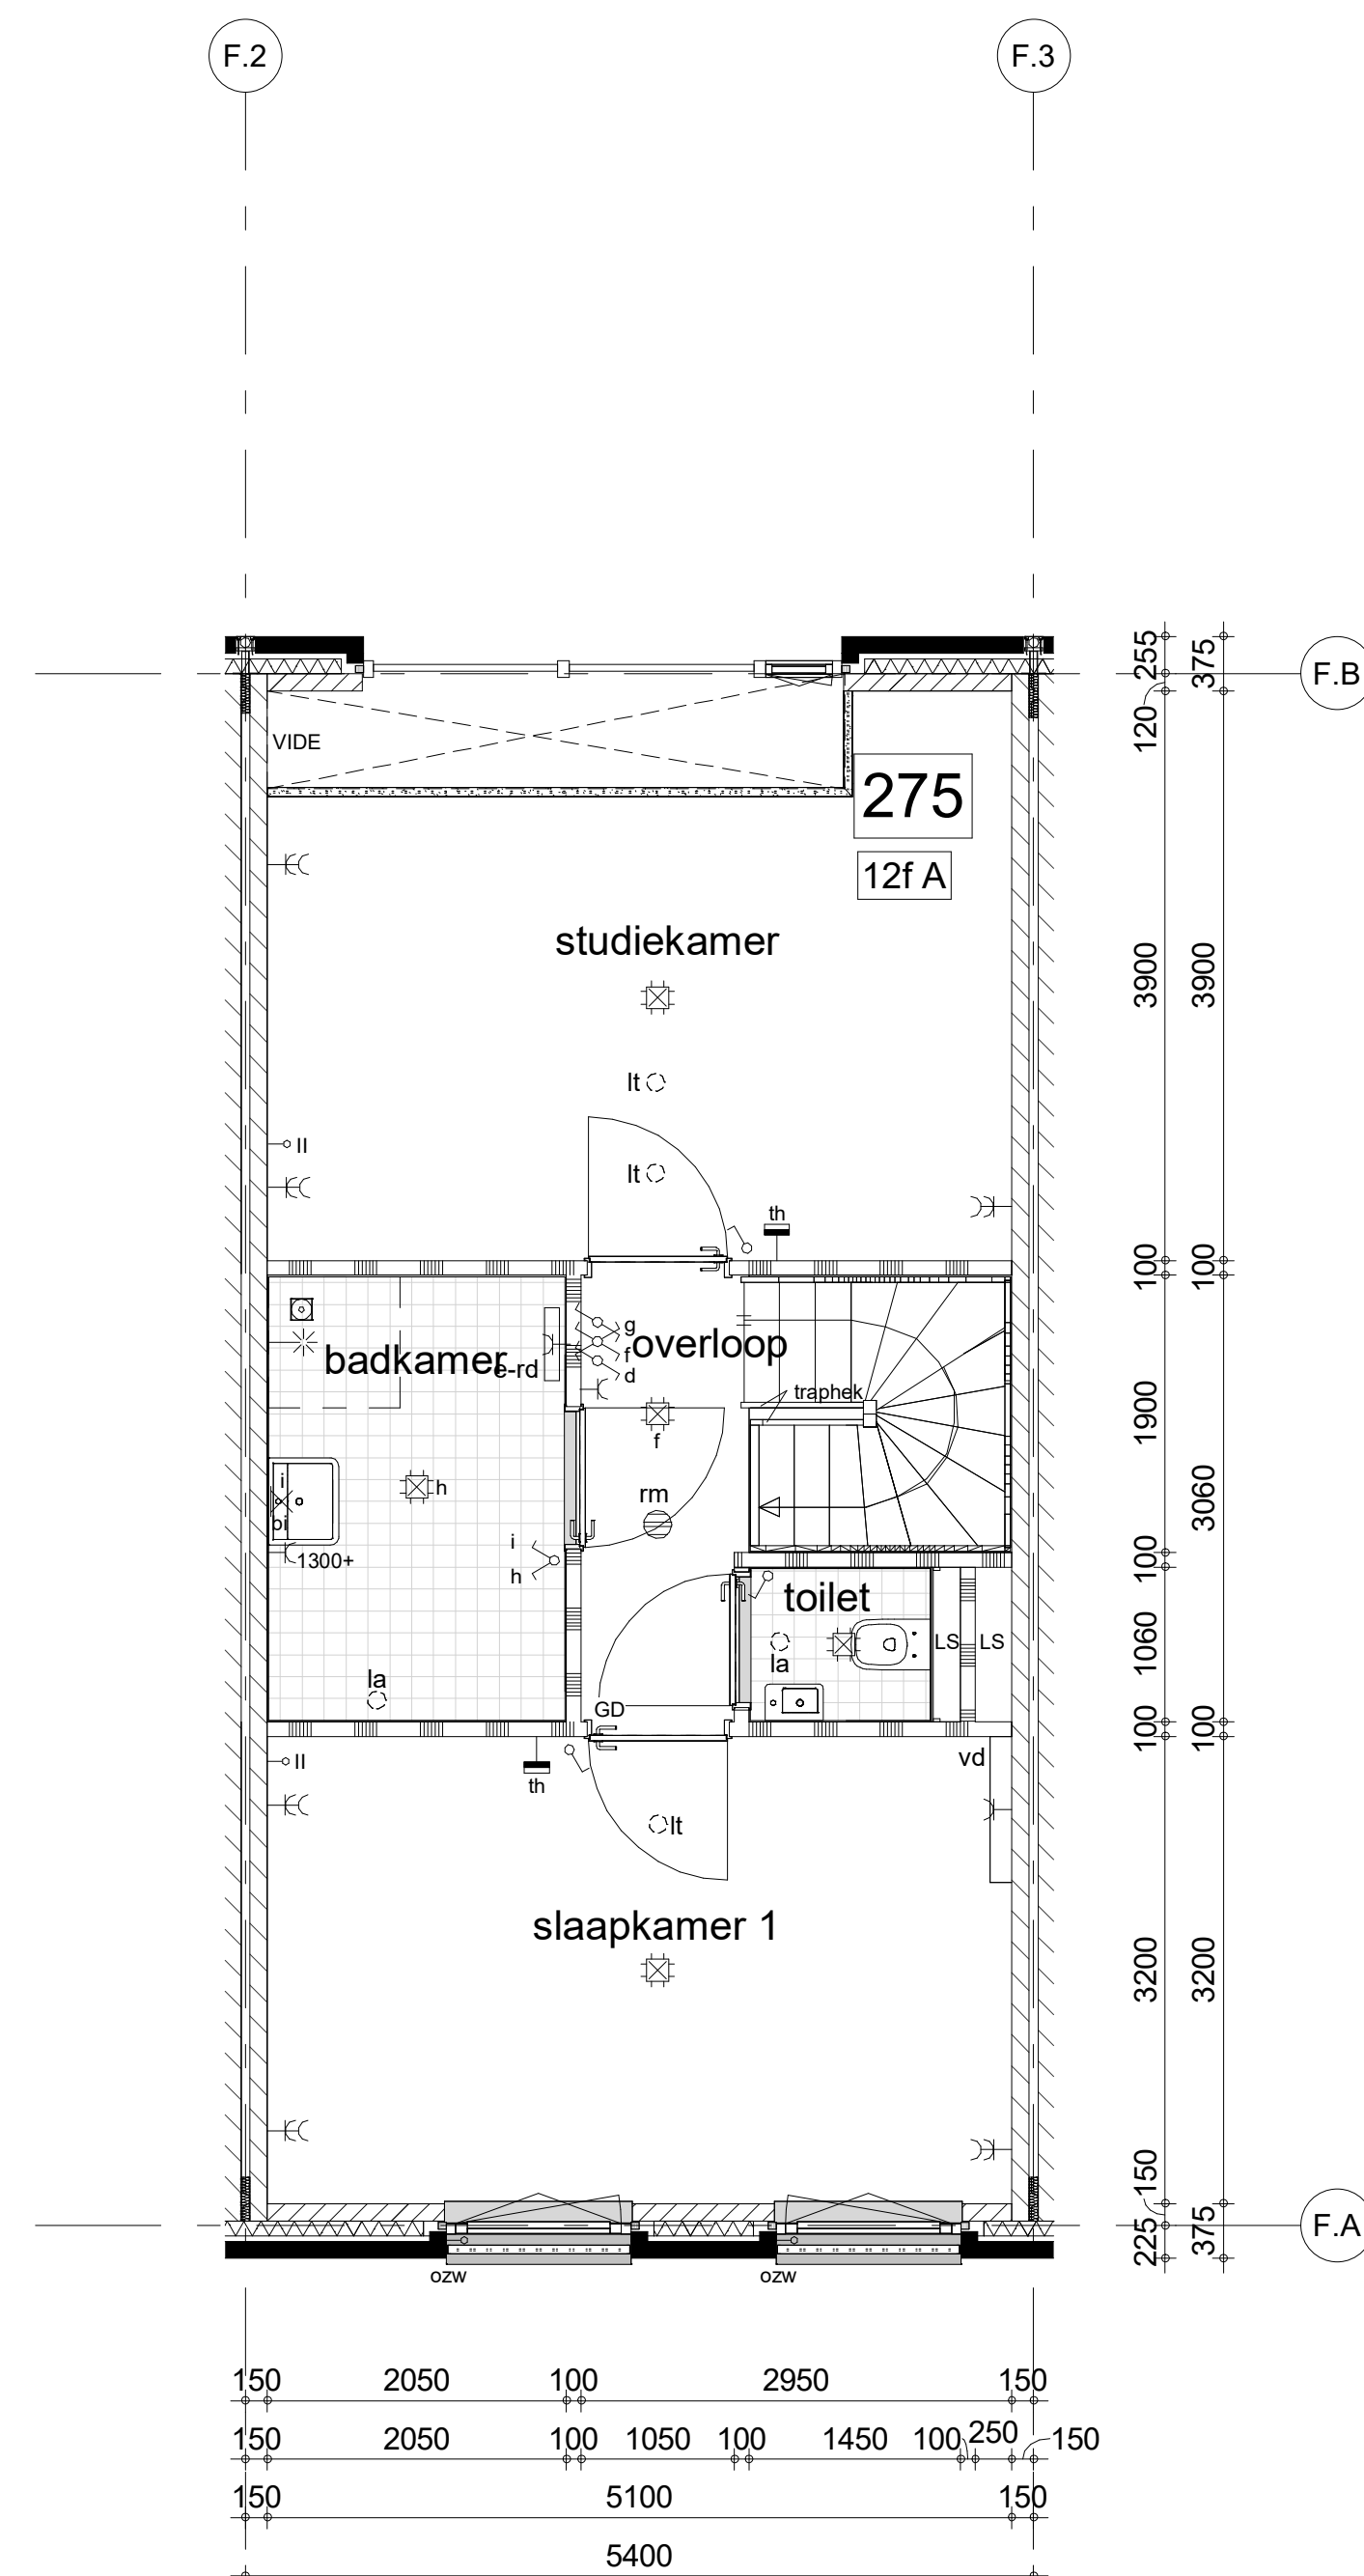 F.2
F.3
255
375
F.B
120
VIDE
275
12f A
studiekamer
3900
3900
lt
lt
ll
th
100
100
g
overloop
badkamer
f
e-rd
d
traphek
1900
f
h
i
rm
3060
bi
1300+
i
h
100
toilet
LS
LS
1060
la
la
GD
100
100
ll
vd
th
lt
slaapkamer 1
3200
3200
150
F.A
225
375
ozw
ozw
150 2050 100 2950 150
150 2050 100 1050 100 1450 100 250 150
150 5100 150
5400